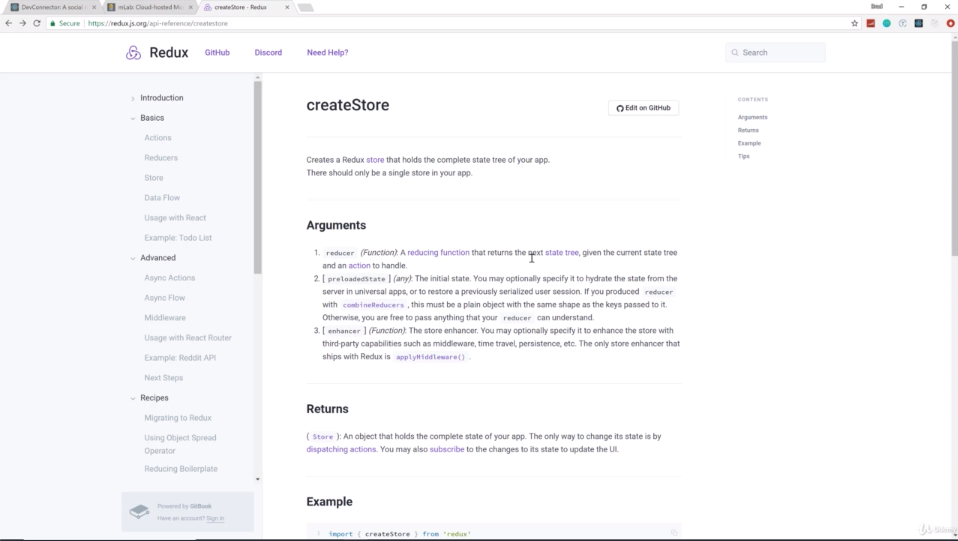 DevConnector: A social
mLab: Cloud-hosted Mo
createStore - Redux
Secure
https://redux.js.org/api-reference/createstore
Redux
GitHub
Discord
Need Help?
Search
Introduction
Basics
Actions
Reducers
Store
Data Flow
Usage with React
Example: Todo List
Advanced
Async Actions
Async Flow
Middleware
Usage with React Router
Example: Reddit API
Next Steps
Recipes
Migrating to Redux
Using Object Spread
Operator
Reducing Boilerplate
Powered by GitBook
Have an account? Sign in
createStore
Edit on GitHub
Creates a Redux store that holds the complete state tree of your app.
There should only be a single store in your app.
Arguments
1. reducer (Function): A reducing function that returns the next state tree, given the current state tree
and an action to handle.
2. [ preloadedState ] (any): The initial state. You may optionally specify it to hydrate the state from the
server in universal apps, or to restore a previously serialized user session. If you produced reducer
with combineReducers , this must be a plain object with the same shape as the keys passed to it.
Otherwise, you are free to pass anything that your reducer can understand.
3. [ enhancer ] (Function): The store enhancer. You may optionally specify it to enhance the store with
third-party capabilities such as middleware, time travel, persistence, etc. The only store enhancer that
ships with Redux is applyMiddleware() .
Returns
( Store ): An object that holds the complete state of your app. The only way to change its state is by
dispatching actions. You may also subscribe to the changes to its state to update the UI.
Example
import { createStore } from 'redux'
CONTENTS
Arguments
Returns
Example
Tips